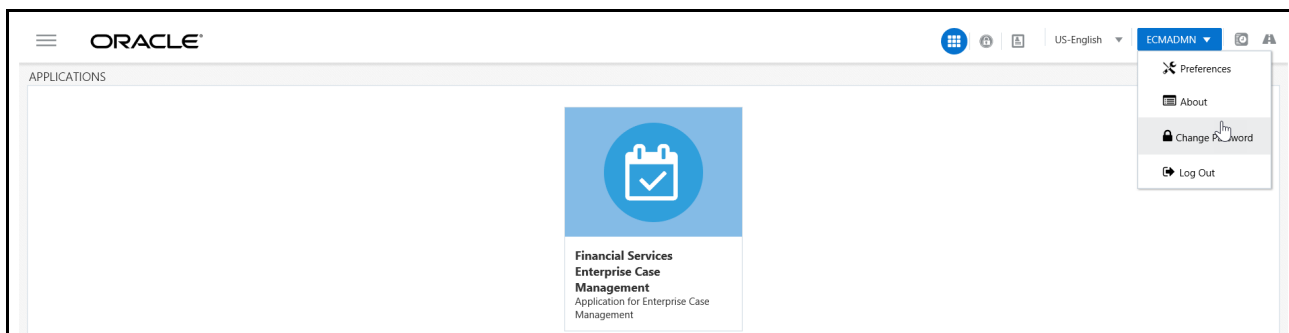 ORACLE®
US-English
ECMADMN
APPLICATIONS
Preferences
About
Change Password
Log Out
Financial Services
Enterprise Case
Management
Application for Enterprise Case
Management